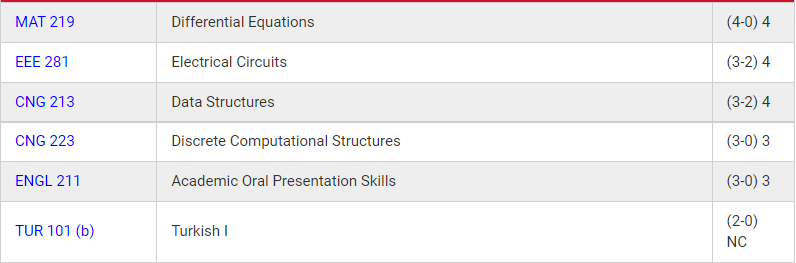 MAT 219 Differential Equations (4-0) 4
EEE 281 Electrical Circuits (3-2) 4
CNG 213 Data Structures (3-2) 4
CNG 223 Discrete Computational Structures (3-0) 3
ENGL 211 Academic Oral Presentation Skills (3-0) 3
TUR 101 (b) Turkish I (2-0)
NC